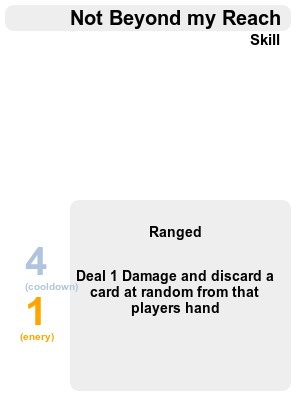 Not Beyond my Reach
Skill
Ranged
4
(cooldown)
Deal 1 Damage and discard a
card at random from that
players hand
1
(enery)